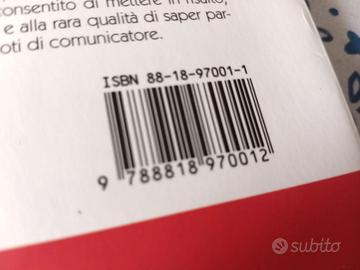 consentito di mettere in risalto,
e alla rara qualità di saper par-
oti di comunicatore.
ISBN 88-18-97001-1
9 788818 970012
subito